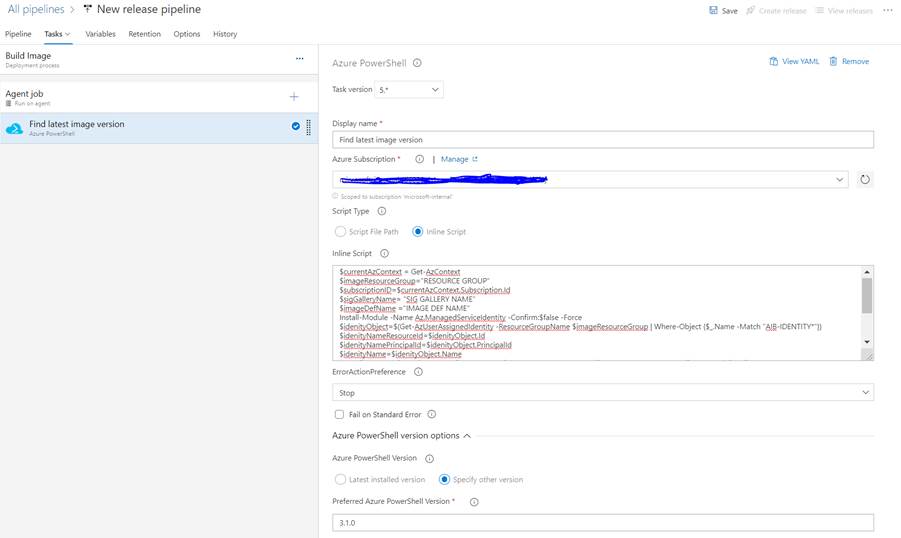 All pipelines > New release pipeline
Save Create release View releases ...
Pipeline Tasks Variables Retention Options History
Build Image
Deployment process
...
Agent job
Run on agent
+
Find latest image version
Azure PowerShell
Azure PowerShell
View YAML Remove
Task version 5.*
Display name *
Find latest image version
Azure Subscription * | Manage
Scoped to subscription 'microsoft-internal'
Script Type
Script File Path Inline Script
Inline Script
$currentAzContext = Get-AzContext
$imageResourceGroup="RESOURCE GROUP"
$subscriptionID=$currentAzContext.Subscription.Id
$sigGalleryName= "SIG GALLERY NAME"
$imageDefName ="IMAGE DEF NAME"
Install-Module -Name Az.ManagedServiceIdentity -Confirm:$false -Force
$idenityObject=$(Get-AzUserAssignedIdentity -ResourceGroupName $imageResourceGroup | Where-Object {$_.Name -Match "AIB-IDENTITY*"})
$idenityNameResourceId=$idenityObject.Id
$idenityNamePrincipalId=$idenityObject.PrincipalId
$idenityName=$idenityObject.Name
ErrorActionPreference
Stop
Fail on Standard Error
Azure PowerShell version options
Azure PowerShell Version
Latest installed version Specify other version
Preferred Azure PowerShell Version *
3.1.0